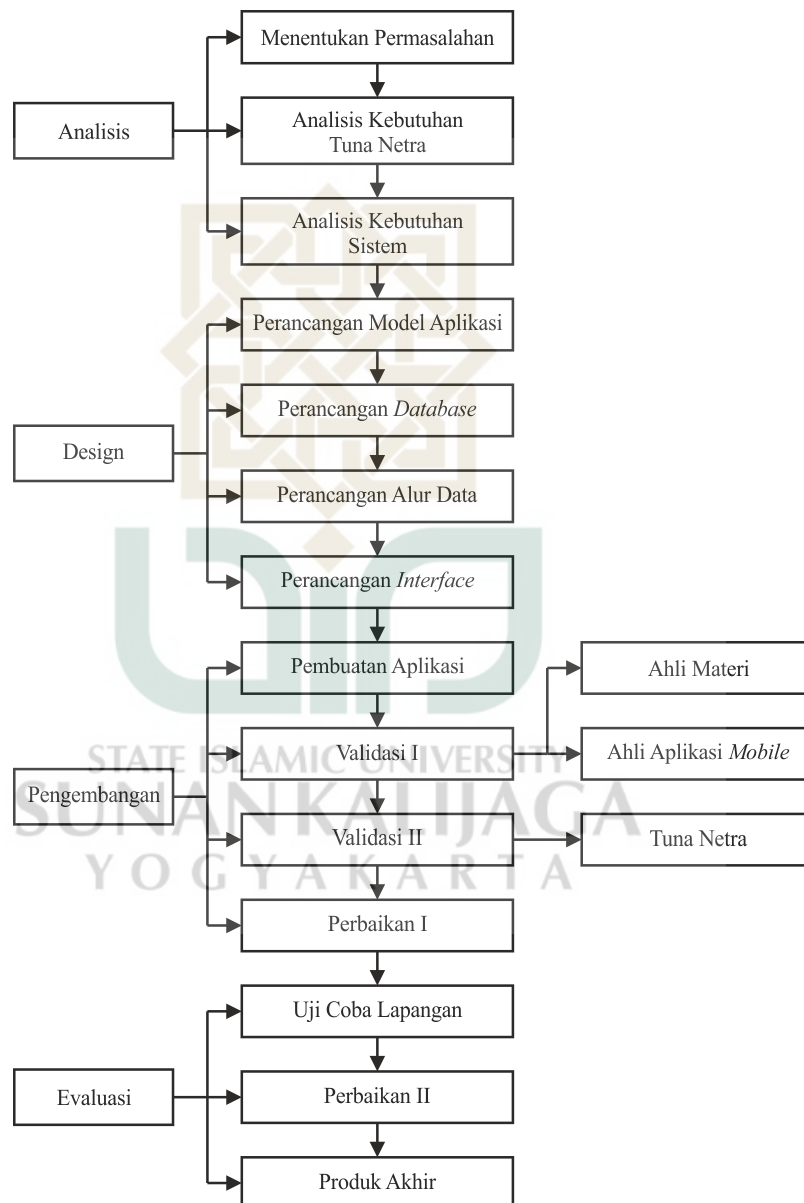 Menentukan Permasalahan
Analisis
Analisis Kebutuhan
Tuna Netra
Analisis Kebutuhan
Sistem
Perancangan Model Aplikasi
Perancangan Database
Design
Perancangan Alur Data
Perancangan Interface
Pembuatan Aplikasi
Ahli Materi
Validasi I
Ahli Aplikasi Mobile
STATE ISLAMIC UNIVERSITY
Pengembangan
SUNAN KALIJAGA
Validasi II
Tuna Netra
YOGYAKARTA
Perbaikan I
Uji Coba Lapangan
Evaluasi
Perbaikan II
Produk Akhir